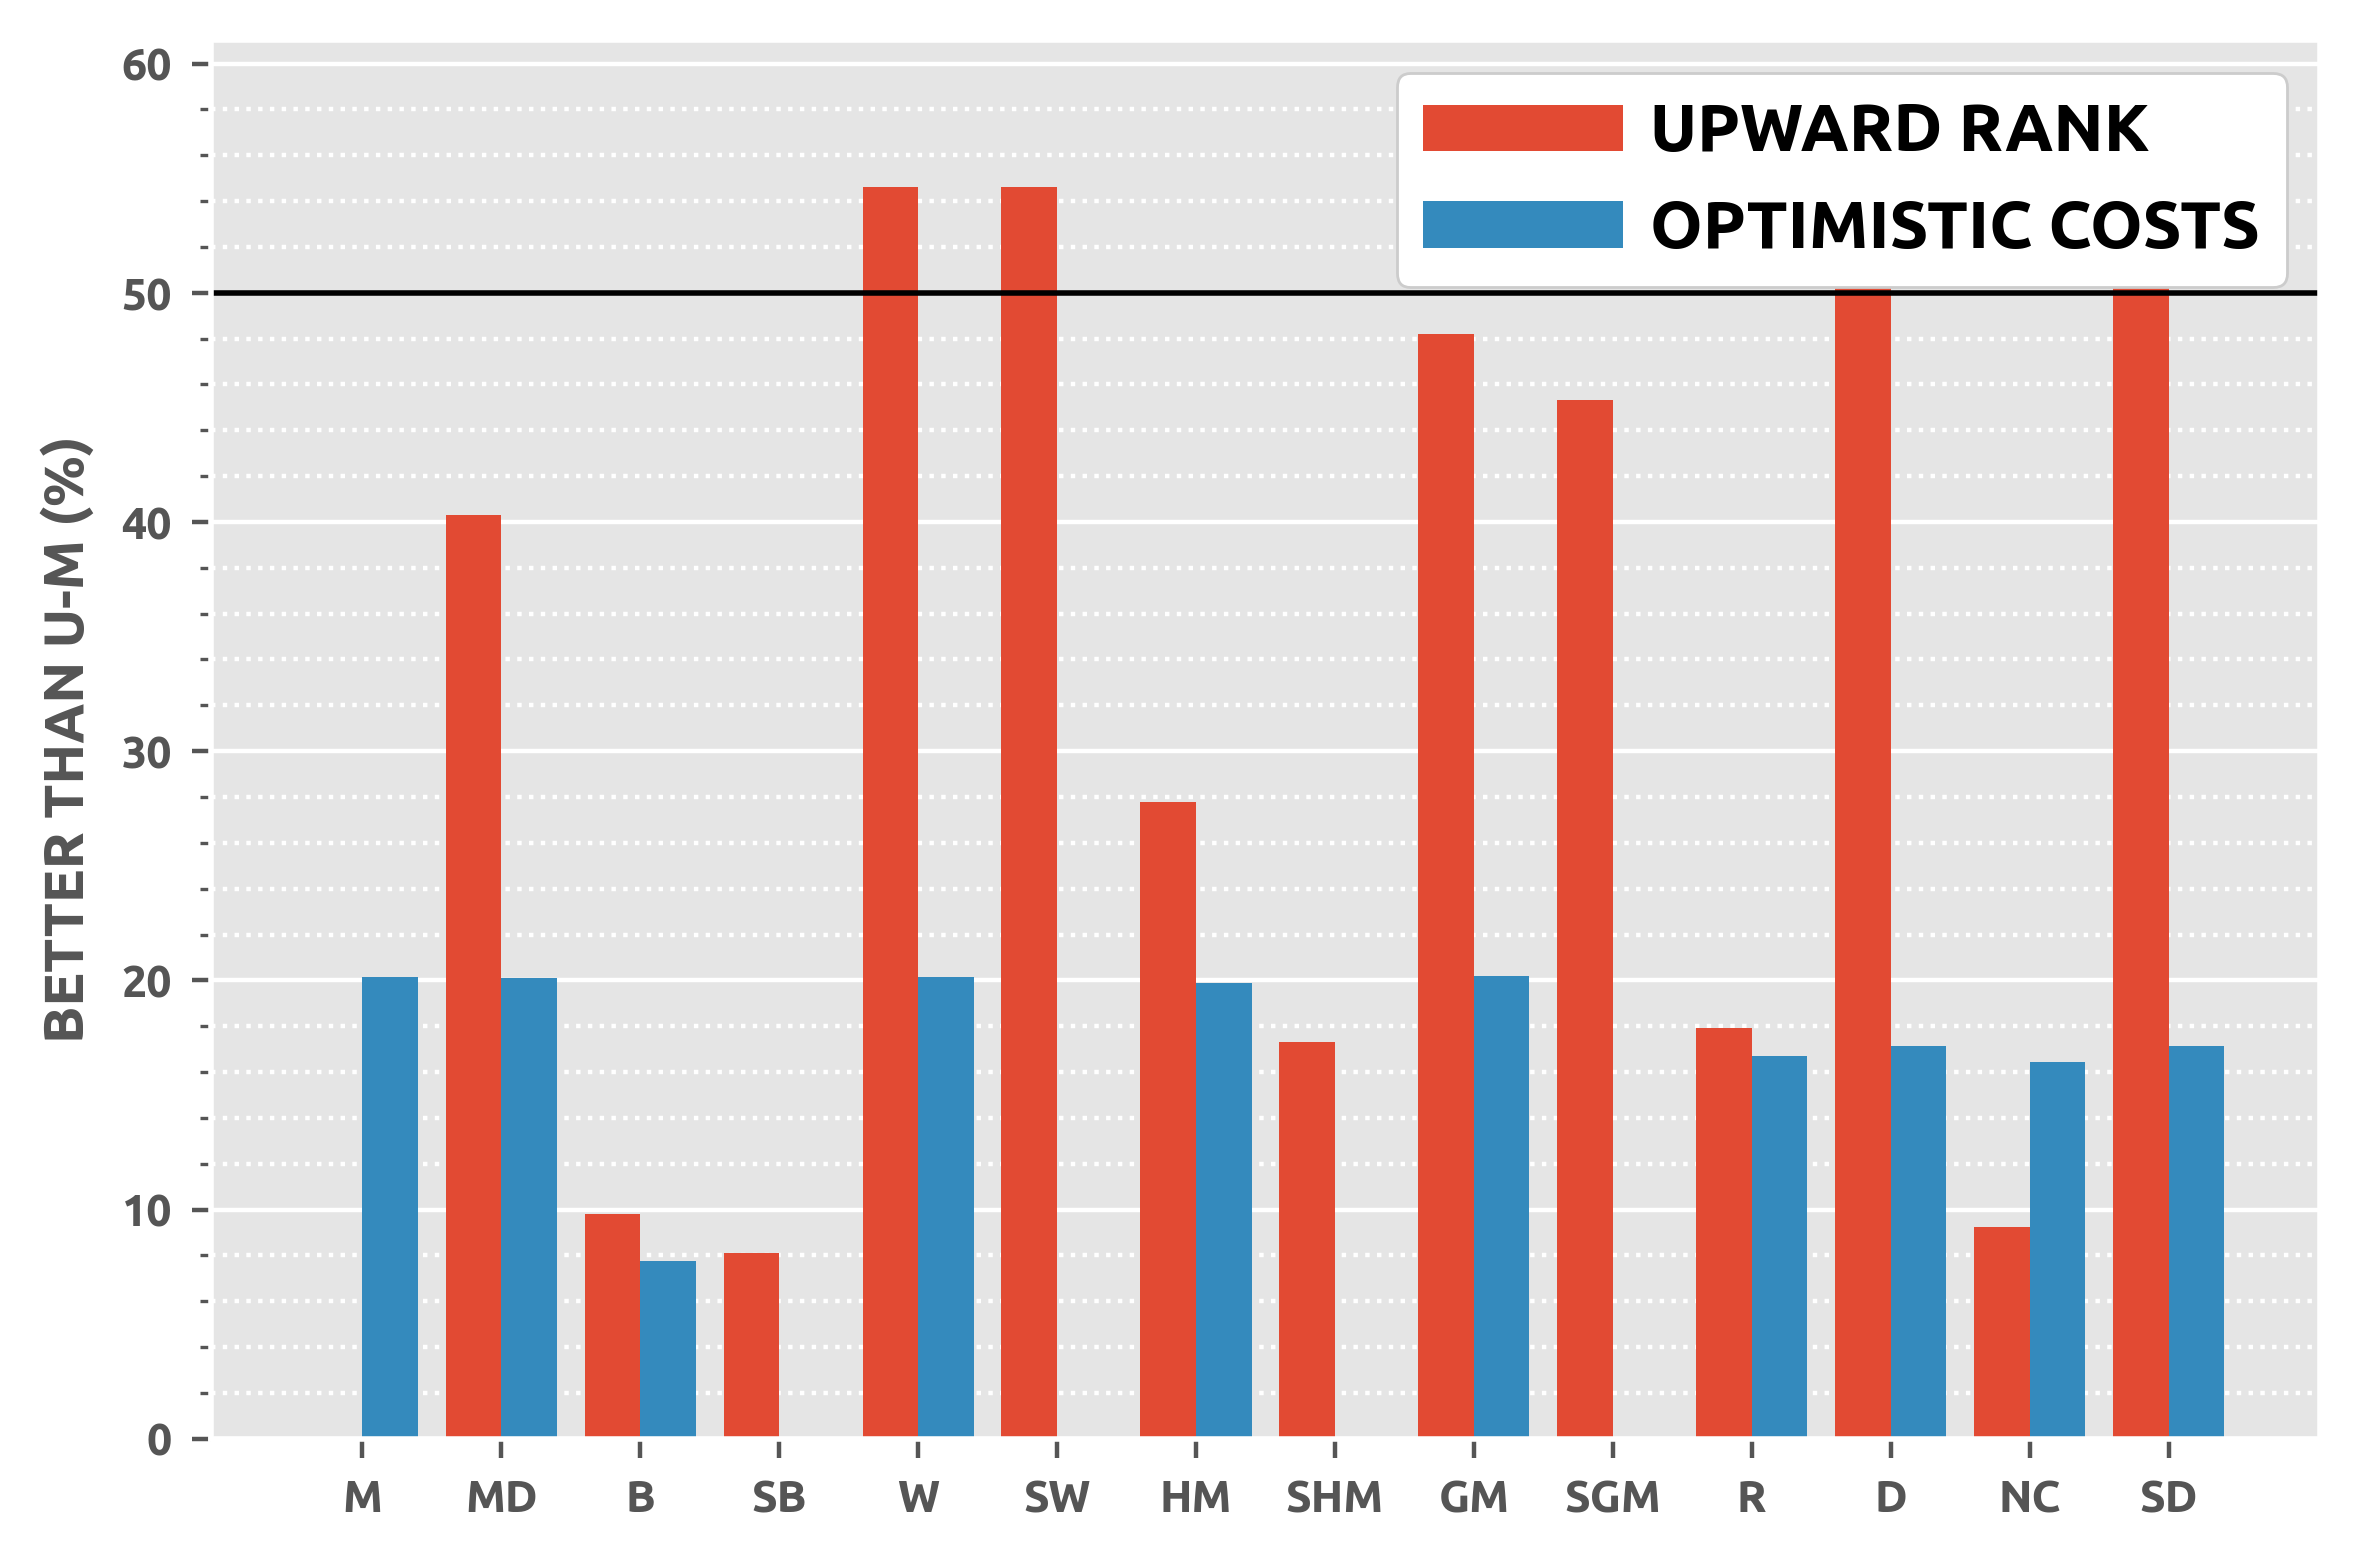 UPWARD RANK
OPTIMISTIC COSTS
BETTER THAN U-M (%)
60
50
40
30
20
10
0
M MD B SB W SW HM SHM GM SGM R D NC SD